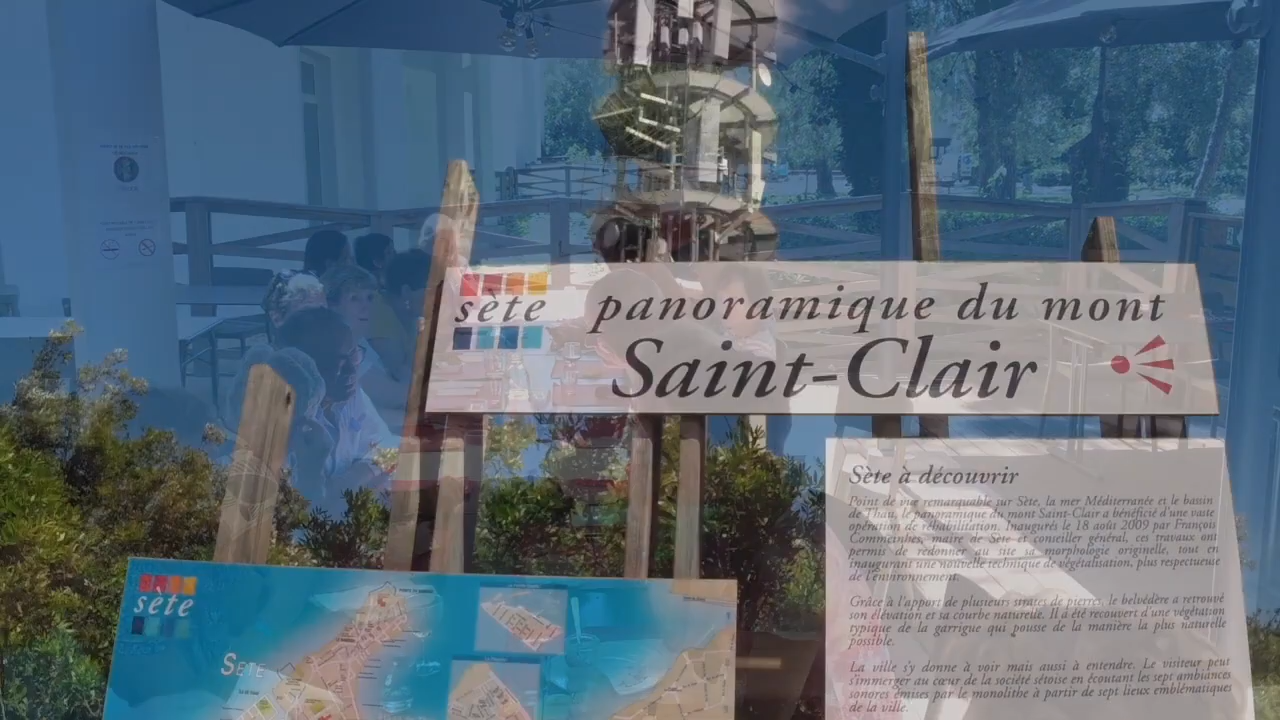 sète
panoramique du mont
Saint-Clair
Sète à découvrir
Point de vue remarquable sur Sète, la mer Méditerranée et le bassin
de Thau, le panoramique du mont Saint-Clair a bénéficié d'une vaste
opération de réhabilitation. Inaugurés le 18 août 2009 par François
Commeinhes, maire de Sète et conseiller général, ces travaux ont
permis de redonner au site sa morphologie originelle, tout en
inaugurant une nouvelle technique de végétalisation, plus respectueuse
de l'environnement.
Grâce à l'apport de plusieurs strates de pierres, le belvédère a retrouvé
son élévation et sa courbe naturelle. Il a été recouvert d'une végétation
typique de la garrigue qui pousse de la manière la plus naturelle
possible.
La ville s'y donne à voir mais aussi à entendre. Le visiteur peut
s'immerger au cœur de la société sétoise en écoutant les sept ambiances
sonores émises par le monolithe à partir de sept lieux emblématiques
de la ville.
sète
SETE